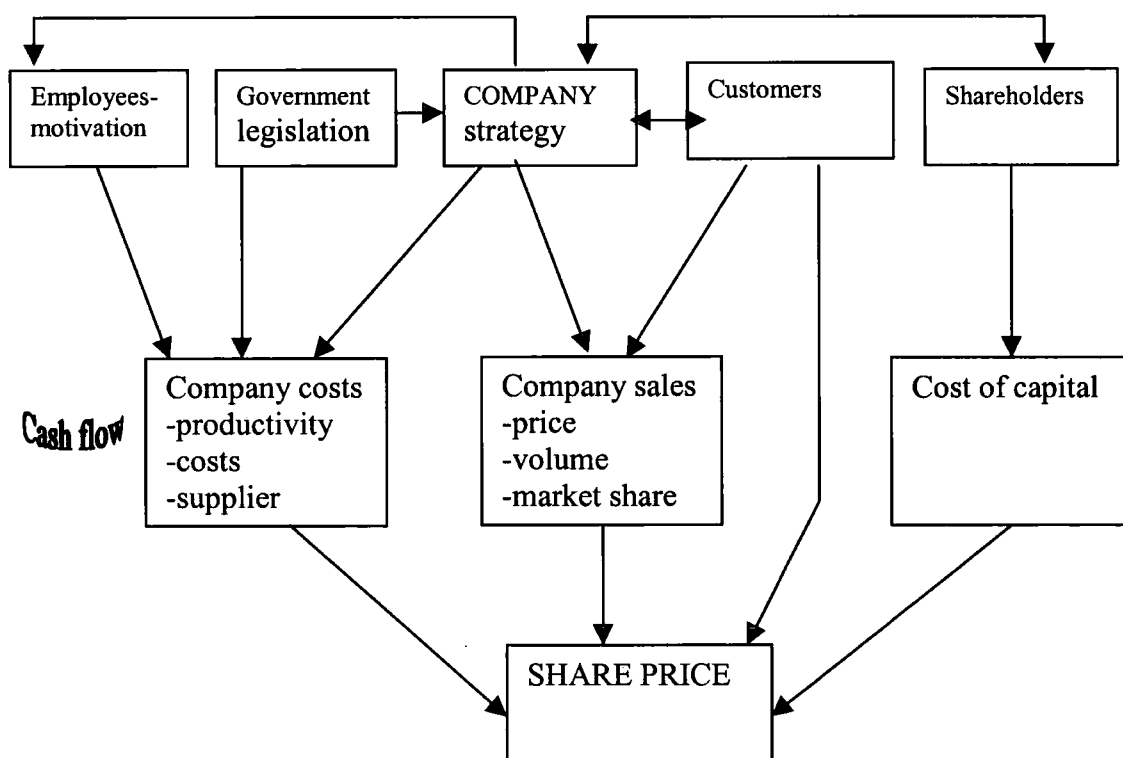 Employees-
motivation
Government
legislation
COMPANY
strategy
Customers
Shareholders
Cash flow
Company costs
-productivity
-costs
-supplier
Company sales
-price
-volume
-market share
Cost of capital
SHARE PRICE